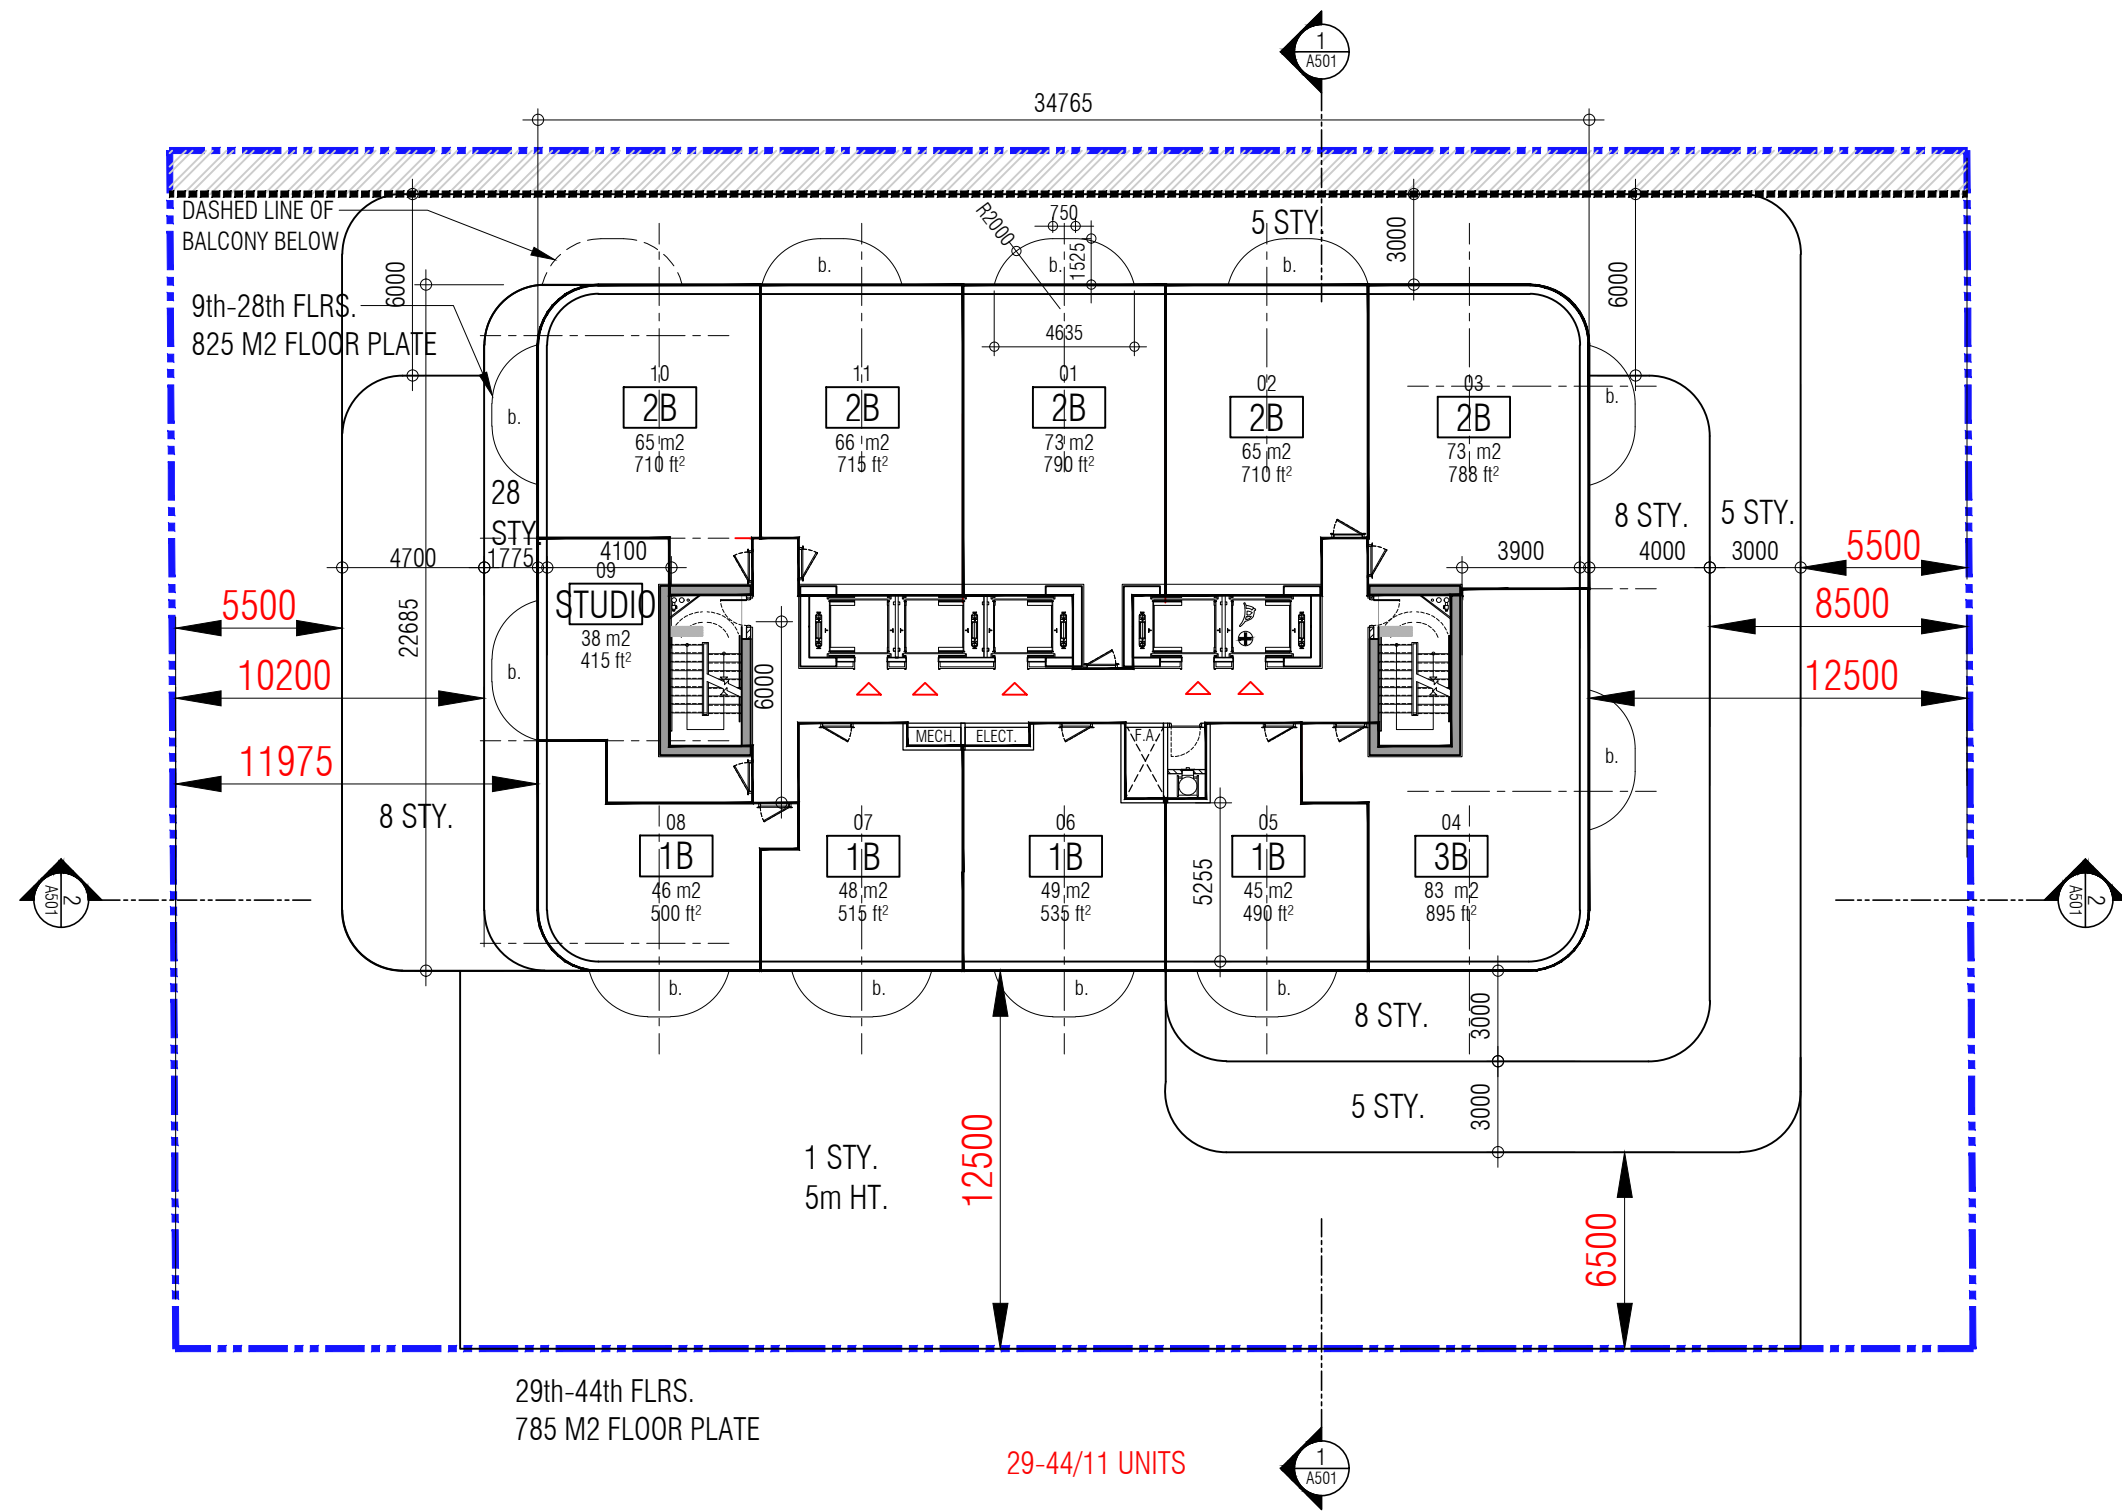 1
A501
34765
DASHED LINE OF
BALCONY BELOW
9th-28th FLRS.
825 M2 FLOOR PLATE
6000
R2000
750
1525
5 STY.
3000
6000
b.
b.
b.
4635
b.
b.
10
2B
65 m2
710 ft²
11
2B
66 m2
715 ft²
01
2B
73 m2
790 ft²
02
2B
65 m2
710 ft²
03
2B
73 m2
788 ft²
28
STY.
8 STY.
5 STY.
4700
1775
4100
3900
4000
3000
5500
5500
8500
10200
12500
11975
22685
09
STUDIO
38 m2
415 ft²
b.
6000
MECH.
ELECT.
F.A.
b.
8 STY.
08
1B
46 m2
500 ft²
07
1B
48 m2
515 ft²
06
1B
49 m2
535 ft²
05
1B
45 m2
490 ft²
04
3B
83 m2
895 ft²
5255
2
A501
2
A501
b.
b.
b.
b.
8 STY.
3000
5 STY.
3000
1 STY.
5m HT.
12500
6500
29th-44th FLRS.
785 M2 FLOOR PLATE
29-44/11 UNITS
1
A501